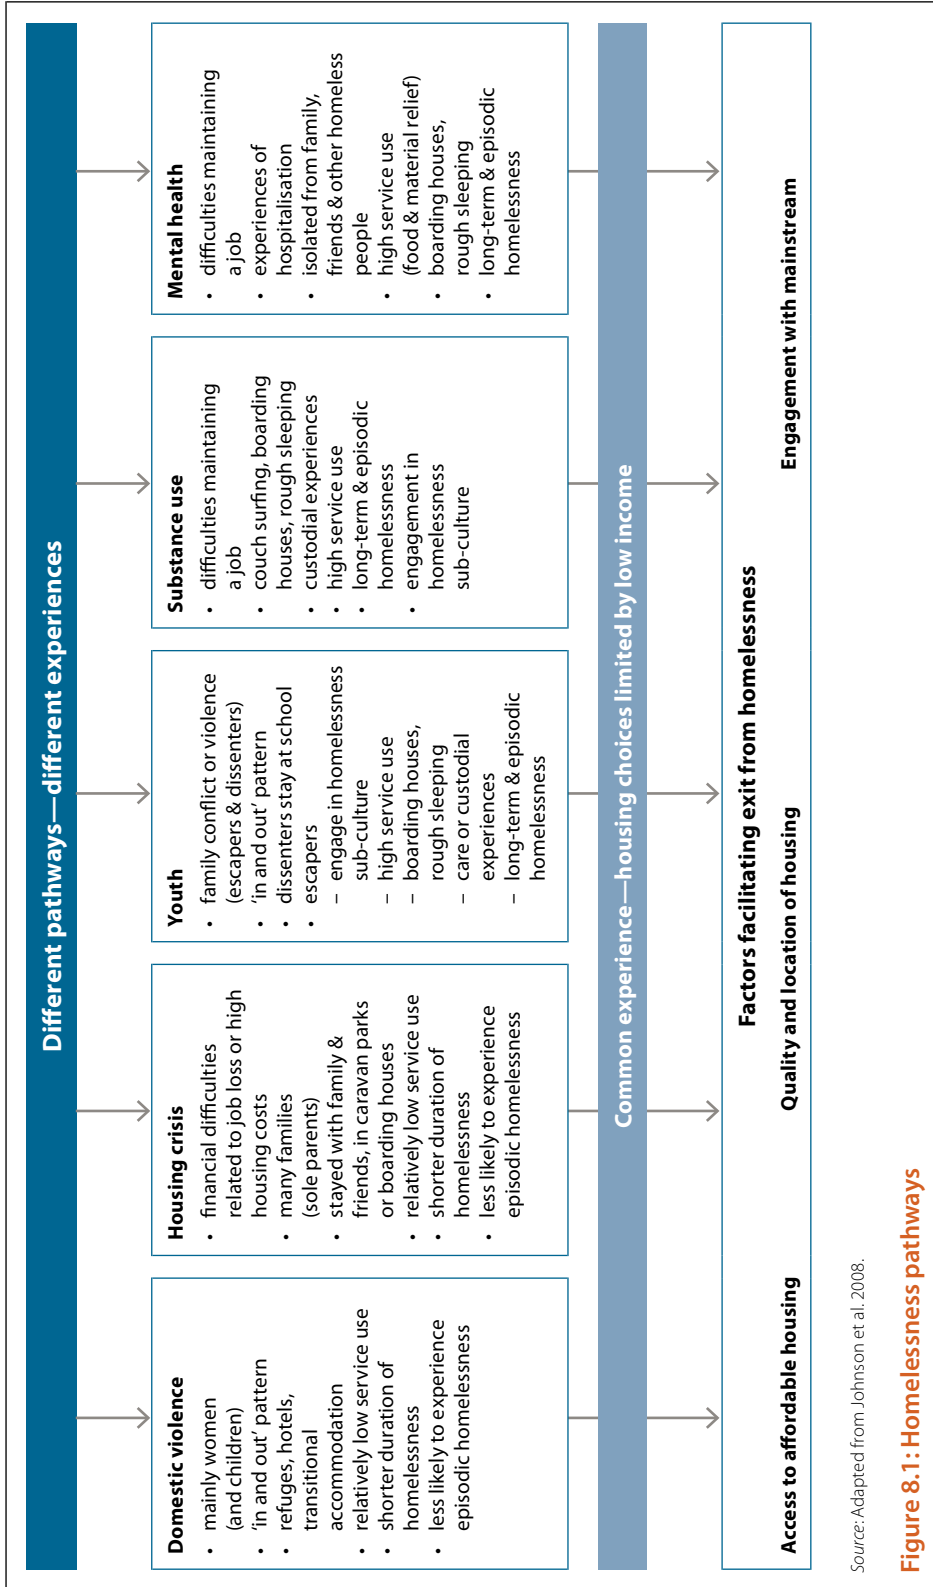 Different pathways—different experiences
Domestic violence
• mainly women
(and children)
• ‘in and out’ pattern
• refuges, hotels,
transitional
accommodation
• relatively low service use
• shorter duration of
homelessness
• less likely to experience
episodic homelessness
Housing crisis
• financial difficulties
related to job loss or high
housing costs
• many families
(sole parents)
• stayed with family &
friends, in caravan parks
or boarding houses
• relatively low service use
• shorter duration of
homelessness
• less likely to experience
episodic homelessness
Youth
• family conflict or violence
(escapers & dissenters)
• ‘in and out’ pattern
• dissenters stay at school
• escapers
– engage in homelessness
sub-culture
– high service use
– boarding houses,
rough sleeping
– care or custodial
experiences
– long-term & episodic
homelessness
Substance use
• difficulties maintaining
a job
• couch surfing, boarding
houses, rough sleeping
• custodial experiences
• high service use
• long-term & episodic
homelessness
• engagement in
homelessness
sub-culture
Mental health
• difficulties maintaining
a job
• experiences of
hospitalisation
• isolated from family,
friends & other homeless
people
• high service use
(food & material relief)
• boarding houses,
rough sleeping
• long-term & episodic
homelessness
Common experience—housing choices limited by low income
Factors facilitating exit from homelessness
Access to affordable housing
Quality and location of housing
Engagement with mainstream
Source: Adapted from Johnson et al. 2008.
Figure 8.1: Homelessness pathways